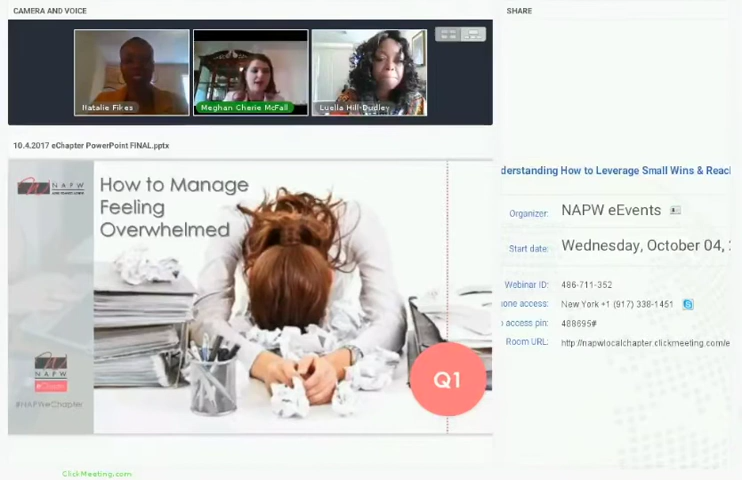 CAMERA AND VOICE
SHARE
Natalie Fikes
Meghan Cherie McFall
Luella Hill-Dudley
10.4.2017 eChapter PowerPoint FINAL.pptx
NAPW
How to Manage
Feeling
Overwhelmed
Q1
NAPW
eChapter
#NAPWeChapter
derstanding How to Leverage Small Wins & Reac
Organizer: NAPW eEvents
Start date: Wednesday, October 04, 2
Webinar ID: 486-711-352
one access: New York +1 (917) 338-1451
access pin: 488695#
Room URL: http://napwlocalchapter.clickmeeting.com/e
ClickMeeting.com